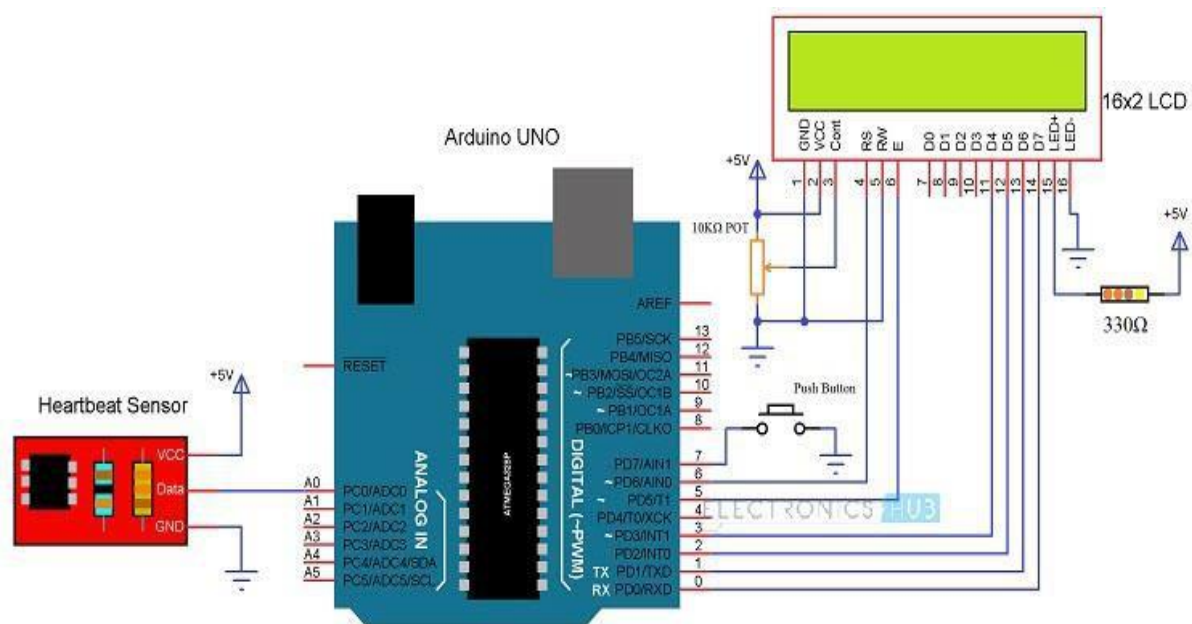 16x2 LCD
GND
VCC
Cont
RS
RW
E
D0
D1
D2
D3
D4
D5
D6
D7
LED+
LED-
1
2
3
4
5
6
7
8
9
10
11
12
13
14
15
16
+5V
10KΩ POT
+5V
330Ω
Arduino UNO
AREF
PB5/SCK 13
PB4/MISO 12
~PB3/MOSI/OC2A 11
~ PB2/SS/OC1B 10
~ PB1/OC1A 9
PB0/ICP1/CLKO 8
PD7/AIN1 7
~ PD6/AIN0 6
~ PD5/T1 5
PD4/T0/XCK 4
~ PD3/INT1 3
PD2/INT0 2
TX PD1/TXD 1
RX PD0/RXD 0
DIGITAL (~PWM)
ATMEGA328P
ANALOG IN
RESET
A0 PC0/ADC0
A1 PC1/ADC1
A2 PC2/ADC2
A3 PC3/ADC3
A4 PC4/ADC4/SDA
A5 PC5/ADC5/SCL
Push Button
ELECTRONICS HUB
Heartbeat Sensor
+5V
VCC
Data
GND